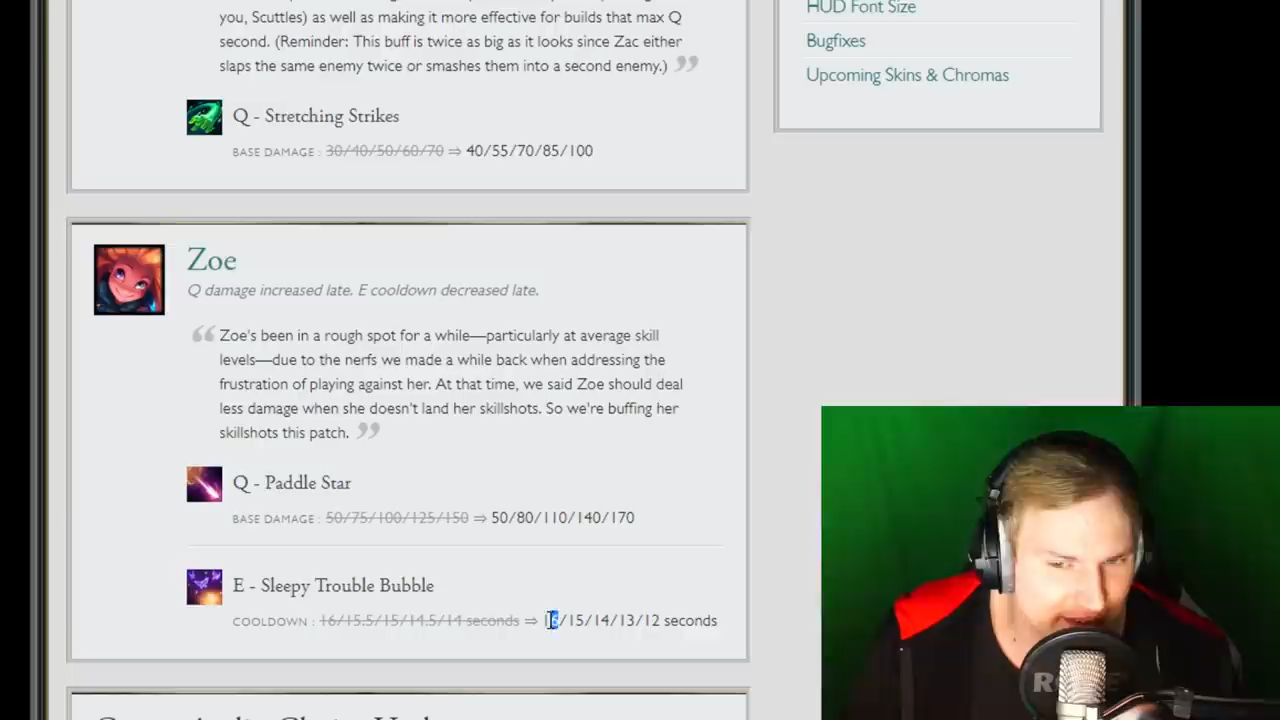 you, Scuttles) as well as making it more effective for builds that max Q
second. (Reminder: This buff is twice as big as it looks since Zac either
slaps the same enemy twice or smashes them into a second enemy.) ”
Q - Stretching Strikes
BASE DAMAGE : 30/40/50/60/70 ⇒ 40/55/70/85/100
Zoe
Q damage increased late. E cooldown decreased late.
“ Zoe's been in a rough spot for a while—particularly at average skill
levels—due to the nerfs we made a while back when addressing the
frustration of playing against her. At that time, we said Zoe should deal
less damage when she doesn't land her skillshots. So we're buffing her
skillshots this patch. ”
Q - Paddle Star
BASE DAMAGE : 50/75/100/125/150 ⇒ 50/80/110/140/170
E - Sleepy Trouble Bubble
COOLDOWN : 16/15.5/15/14.5/14 seconds ⇒ 16/15/14/13/12 seconds
HUD Font Size
Bugfixes
Upcoming Skins & Chromas